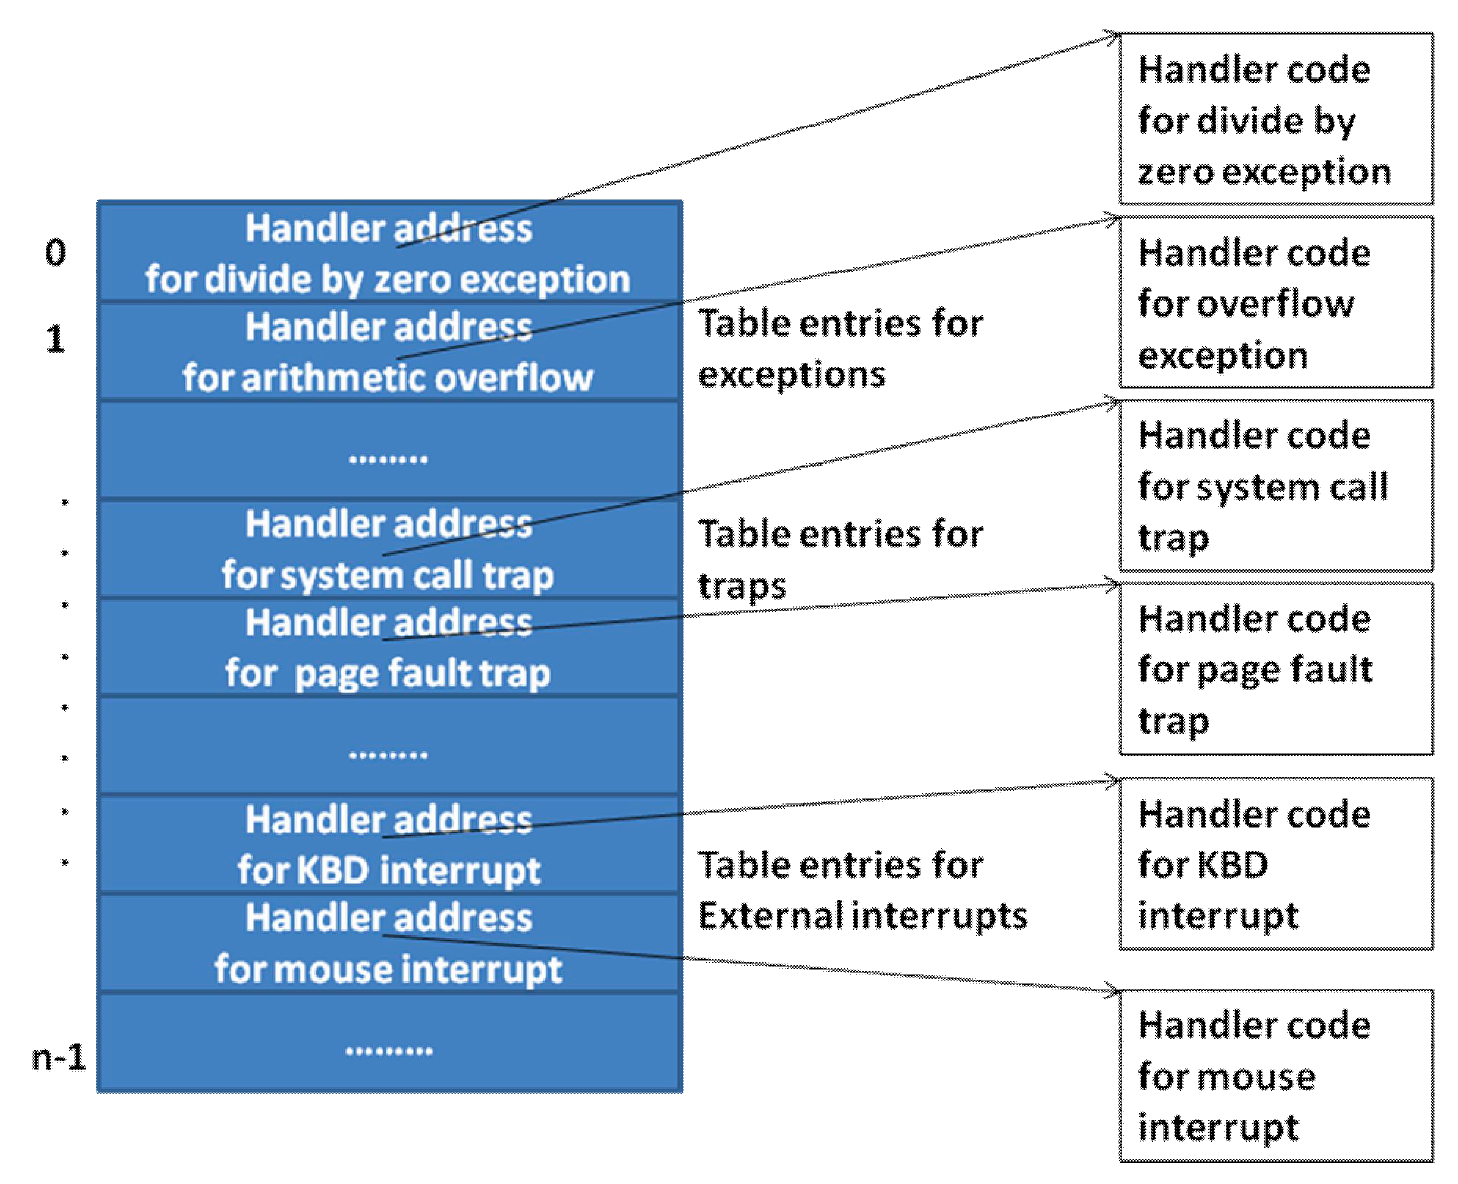 0
Handler address
for divide by zero exception
1
Handler address
for arithmetic overflow
........
.
.
.
.
.
.
.
.
Handler address
for system call trap
Handler address
for page fault trap
........
Handler address
for KBD interrupt
Handler address
for mouse interrupt
n-1
.........
Table entries for
exceptions
Table entries for
traps
Table entries for
External interrupts
Handler code
for divide by
zero exception
Handler code
for overflow
exception
Handler code
for system call
trap
Handler code
for page fault
trap
Handler code
for KBD
interrupt
Handler code
for mouse
interrupt